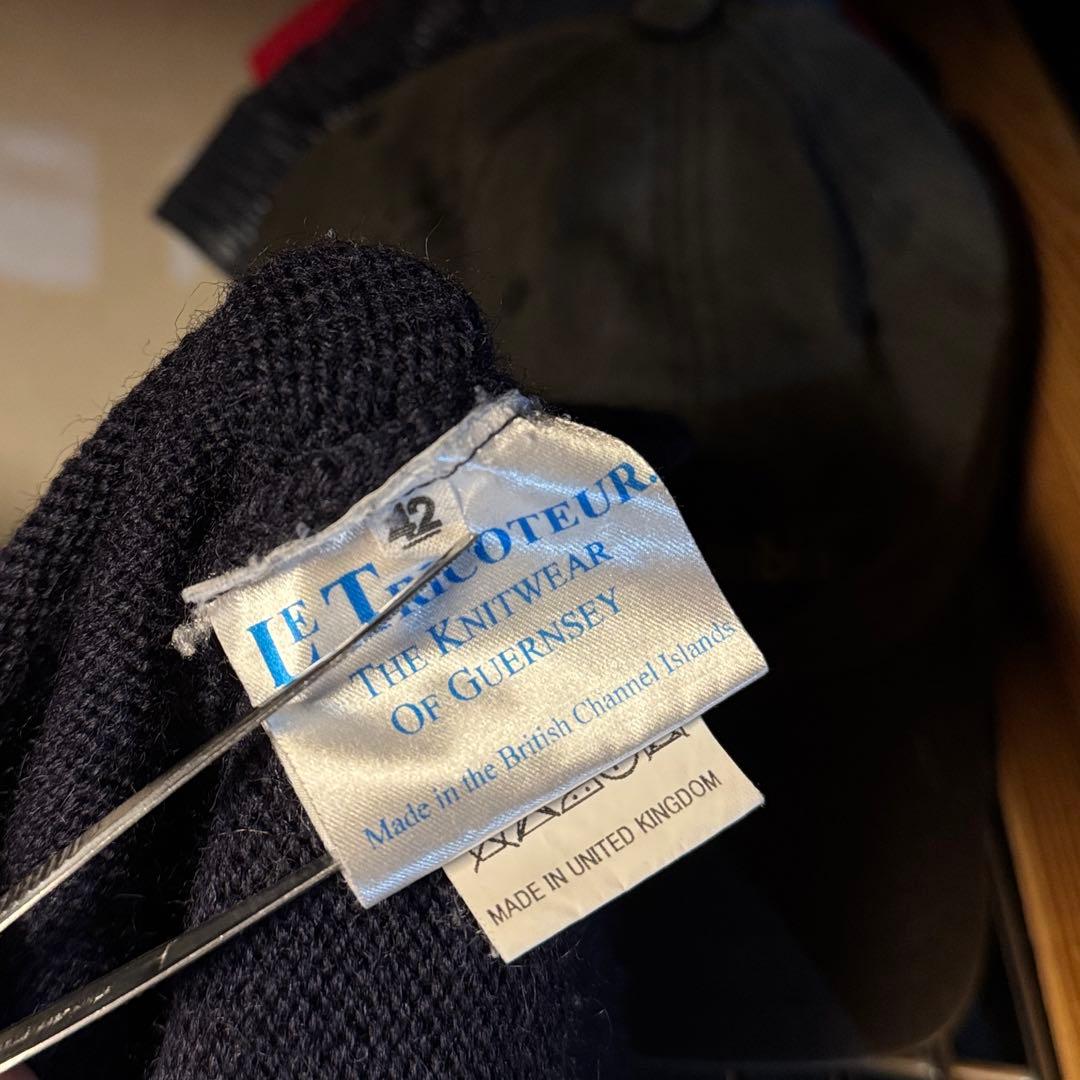 42
LE TRICOTEUR.
THE KNITWEAR
OF GUERNSEY
Made in the British Channel Islands
MADE IN UNITED KINGDOM